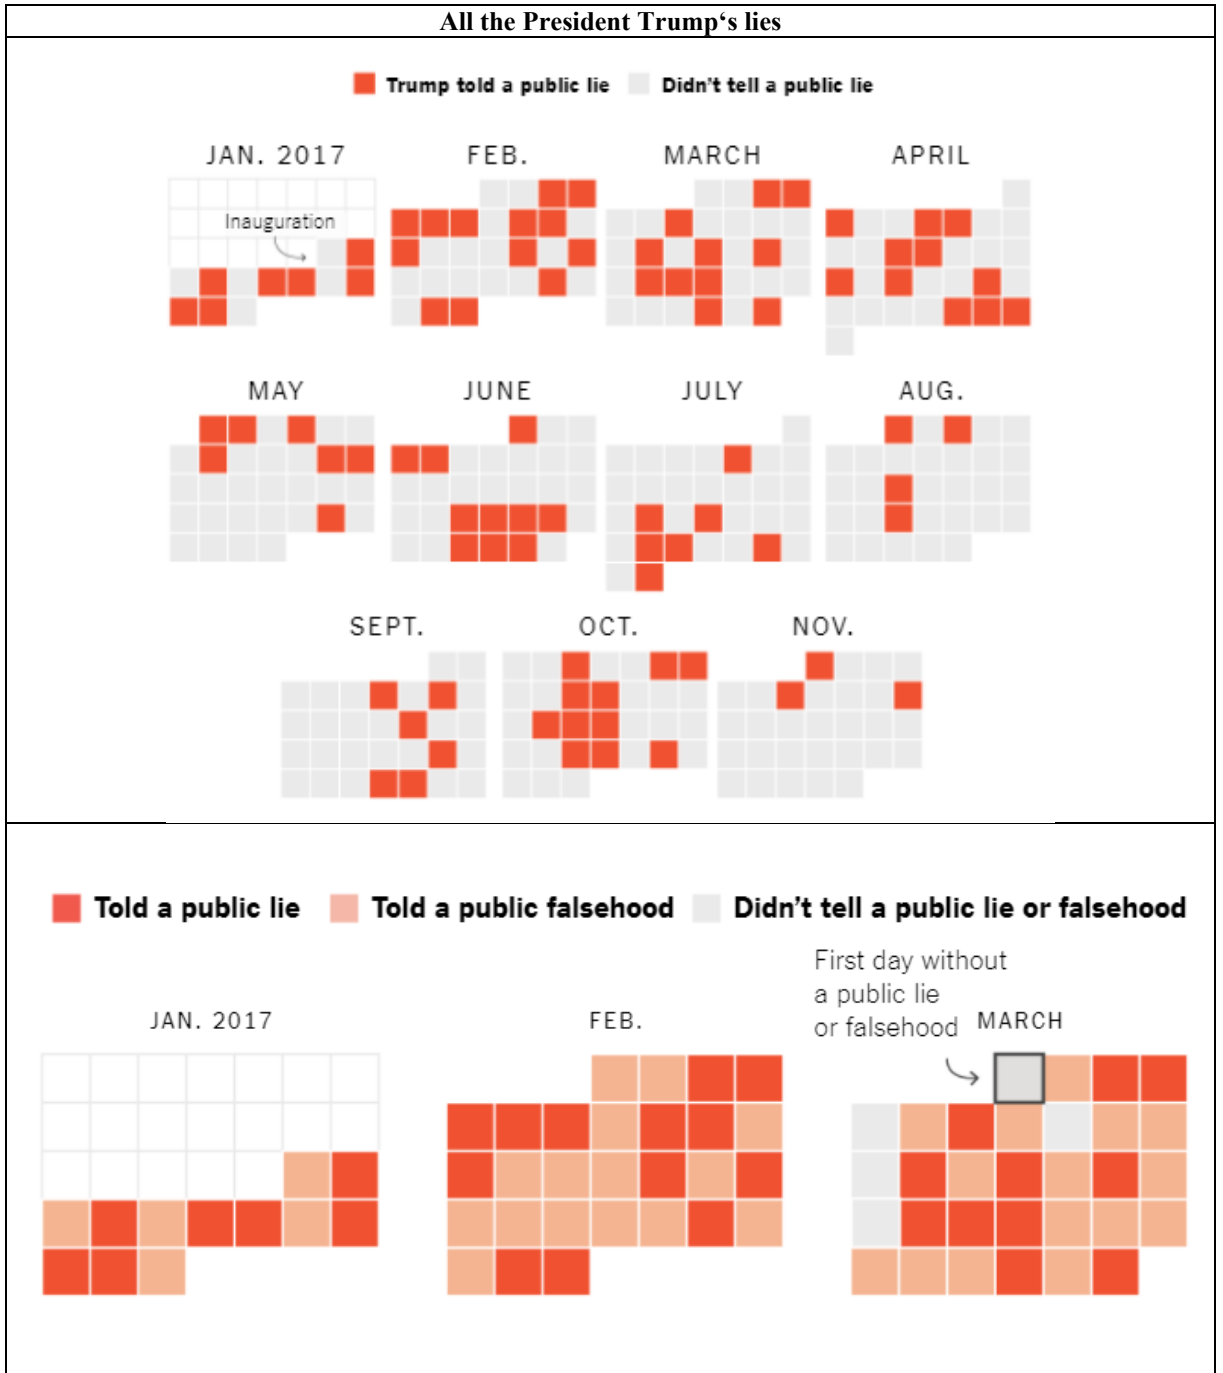 All the President Trump‘s lies
Trump told a public lie Didn't tell a public lie
JAN. 2017 FEB. MARCH APRIL
Inauguration
MAY JUNE JULY AUG.
SEPT. OCT. NOV.
Told a public lie Told a public falsehood Didn't tell a public lie or falsehood
First day without
a public lie
or falsehood
JAN. 2017 FEB. MARCH